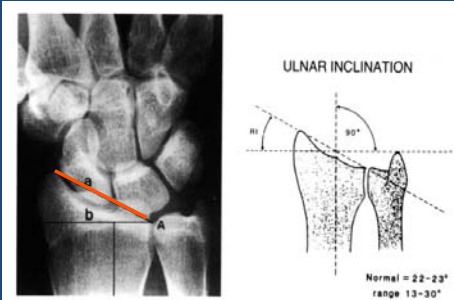 a
b
A
ULNAR INCLINATION
RI
90°
Normal = 22-23°
range 13-30°